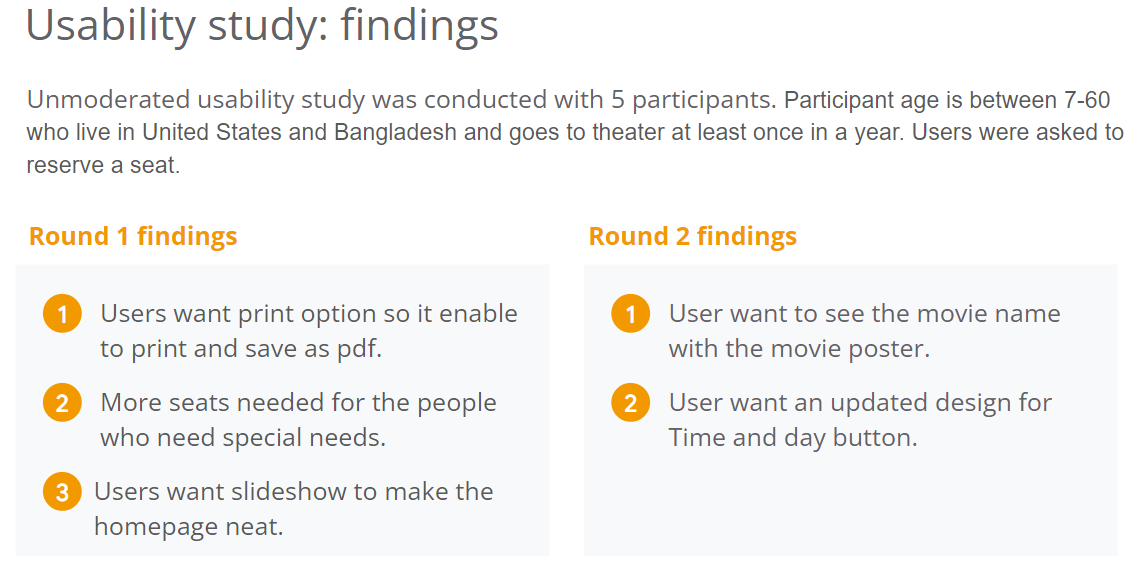 Usability study: findings
Unmoderated usability study was conducted with 5 participants. Participant age is between 7-60
who live in United States and Bangladesh and goes to theater at least once in a year. Users were asked to
reserve a seat.
Round 1 findings
1 Users want print option so it enable
to print and save as pdf.
2 More seats needed for the people
who need special needs.
3 Users want slideshow to make the
homepage neat.
Round 2 findings
1 User want to see the movie name
with the movie poster.
2 User want an updated design for
Time and day button.